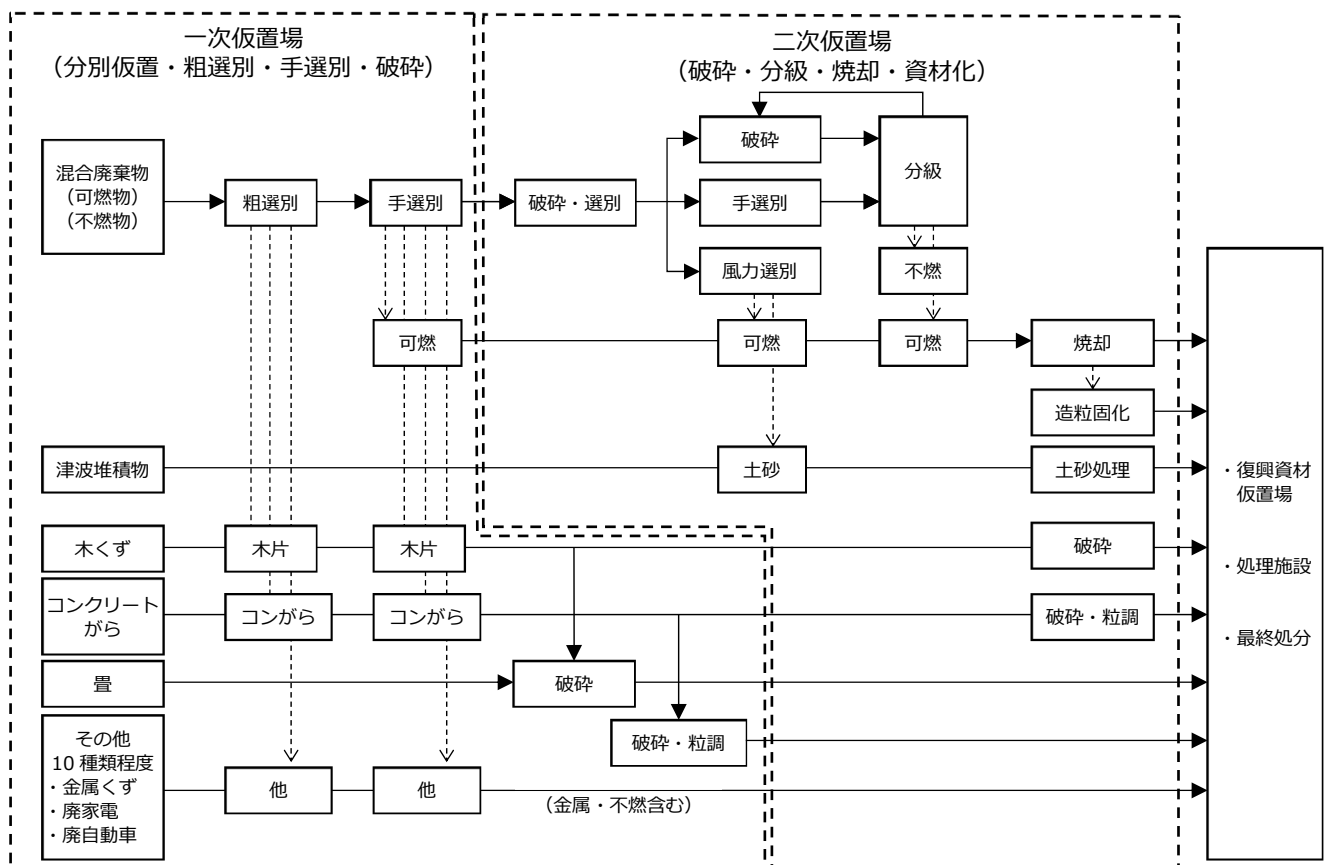 一次仮置場
(分別仮置・粗選別・手選別・破砕)
二次仮置場
(破砕・分級・焼却・資材化)
混合廃棄物
(可燃物)
(不燃物)
粗選別
手選別
破砕・選別
破砕
手選別
風力選別
分級
不燃
可燃
可燃
可燃
焼却
造粒固化
津波堆積物
土砂
土砂処理
木くず
木片
木片
破砕
コンクリート
がら
コンがら
コンがら
破砕・粒調
畳
破砕
破砕・粒調
その他
10 種類程度
・金属くず
・廃家電
・廃自動車
他
他
(金属・不燃含む)
・復興資材
仮置場
・処理施設
・最終処分